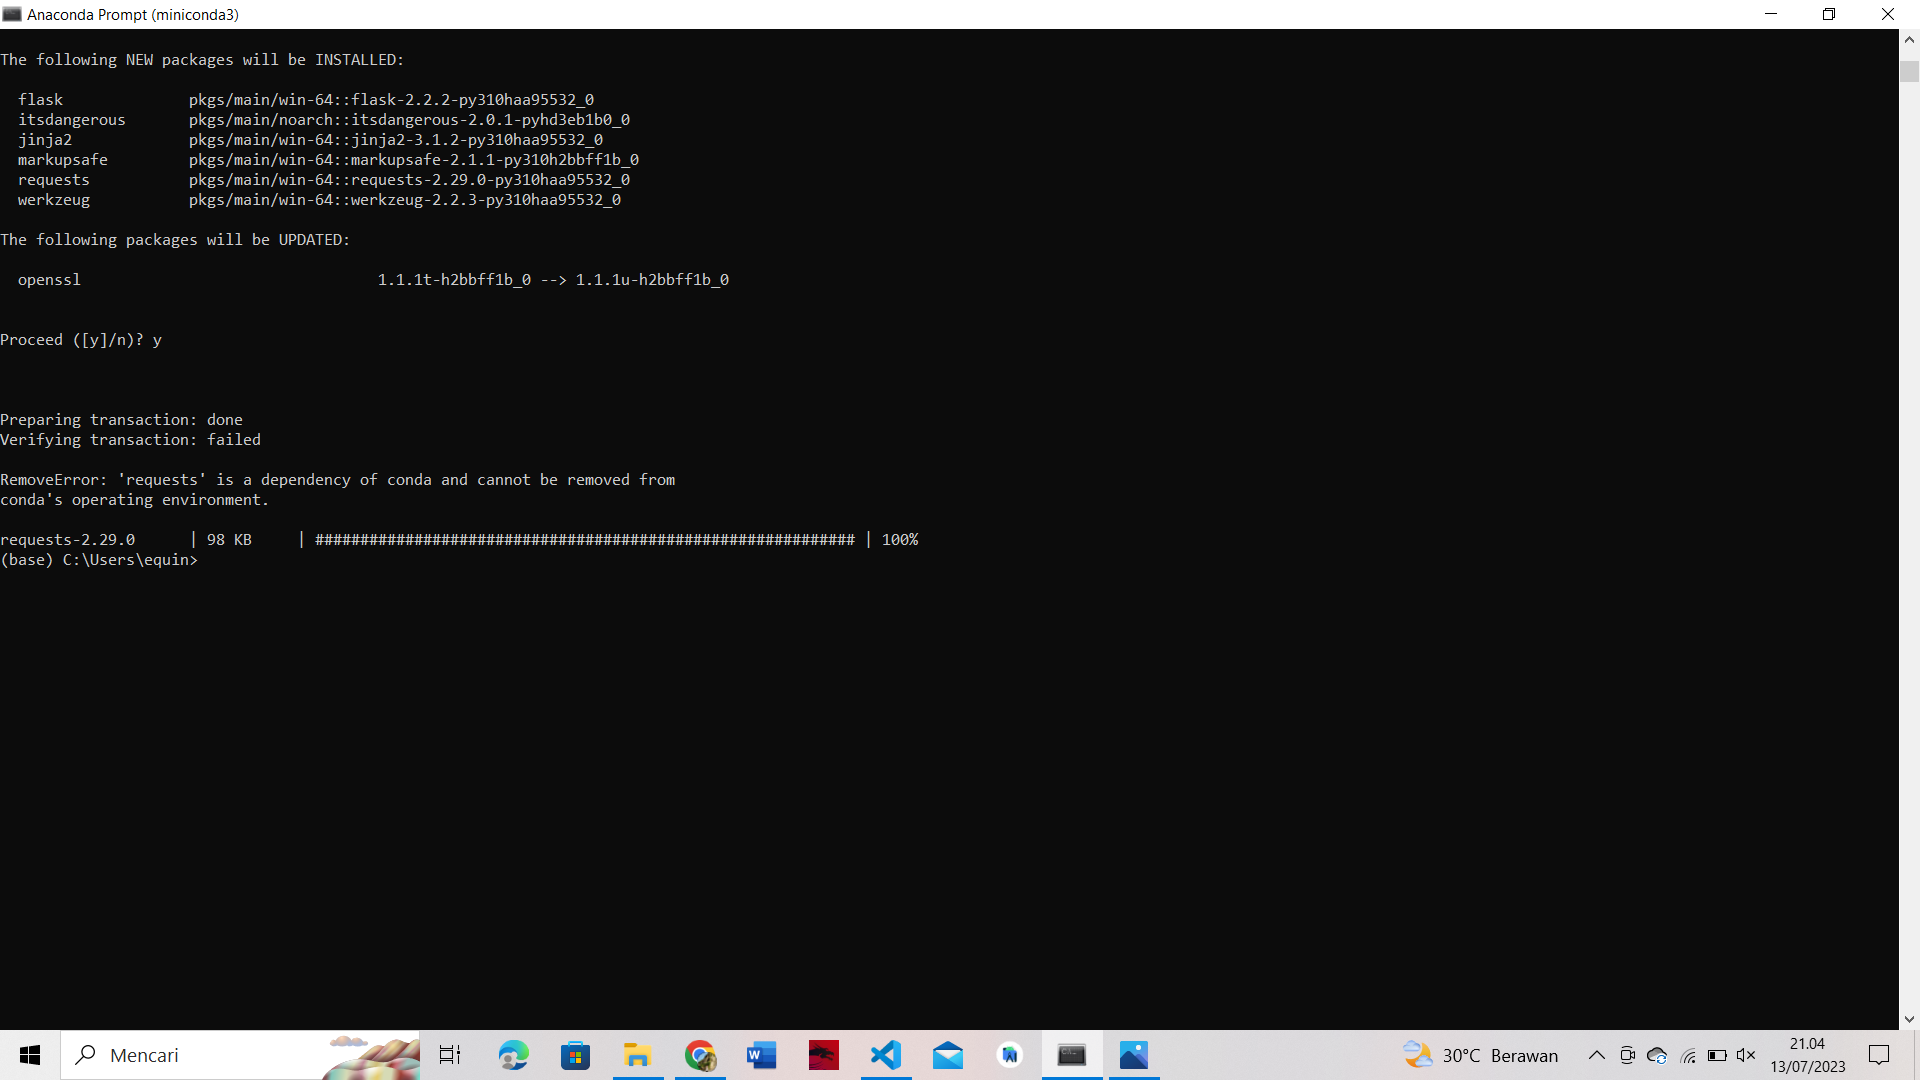 Anaconda Prompt (miniconda3)
The following NEW packages will be INSTALLED:
flask pkgs/main/win-64::flask-2.2.2-py310haa95532_0
itsdangerous pkgs/main/noarch::itsdangerous-2.0.1-pyhd3eb1b0_0
jinja2 pkgs/main/win-64::jinja2-3.1.2-py310haa95532_0
markupsafe pkgs/main/win-64::markupsafe-2.1.1-py310h2bbff1b_0
requests pkgs/main/win-64::requests-2.29.0-py310haa95532_0
werkzeug pkgs/main/win-64::werkzeug-2.2.3-py310haa95532_0
The following packages will be UPDATED:
openssl 1.1.1t-h2bbff1b_0 --> 1.1.1u-h2bbff1b_0
Proceed ([y]/n)? y
Preparing transaction: done
Verifying transaction: failed
RemoveError: 'requests' is a dependency of conda and cannot be removed from
conda's operating environment.
requests-2.29.0 | 98 KB | ############################################################ | 100%
(base) C:\Users\equin>
Mencari
30°C Berawan
21.04
13/07/2023